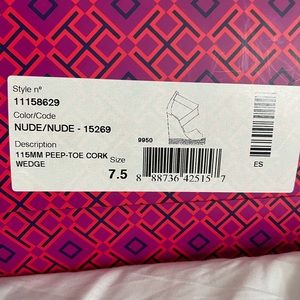 Style n°
11158629
Color/Code
NUDE/NUDE - 15269
9950
Description
115MM PEEP-TOE CORK
WEDGE
Size
7.5
8 88736 42515 7
ES